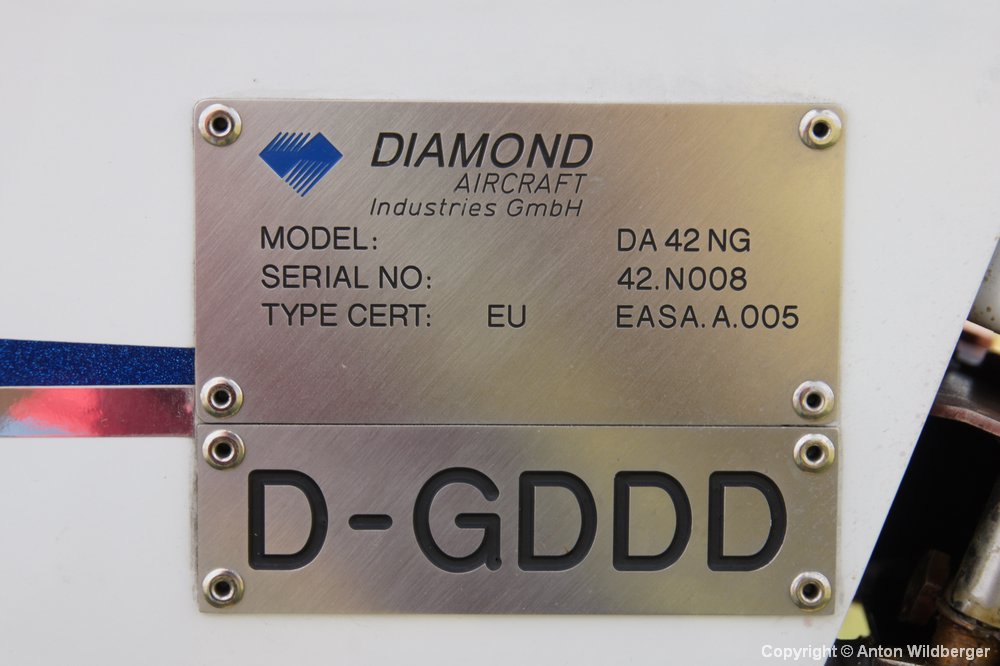 DIAMOND
AIRCRAFT
Industries GmbH
MODEL: DA 42 NG
SERIAL NO: 42.N008
TYPE CERT: EU EASA.A.005
D-GDDD
Copyright © Anton Wildberger